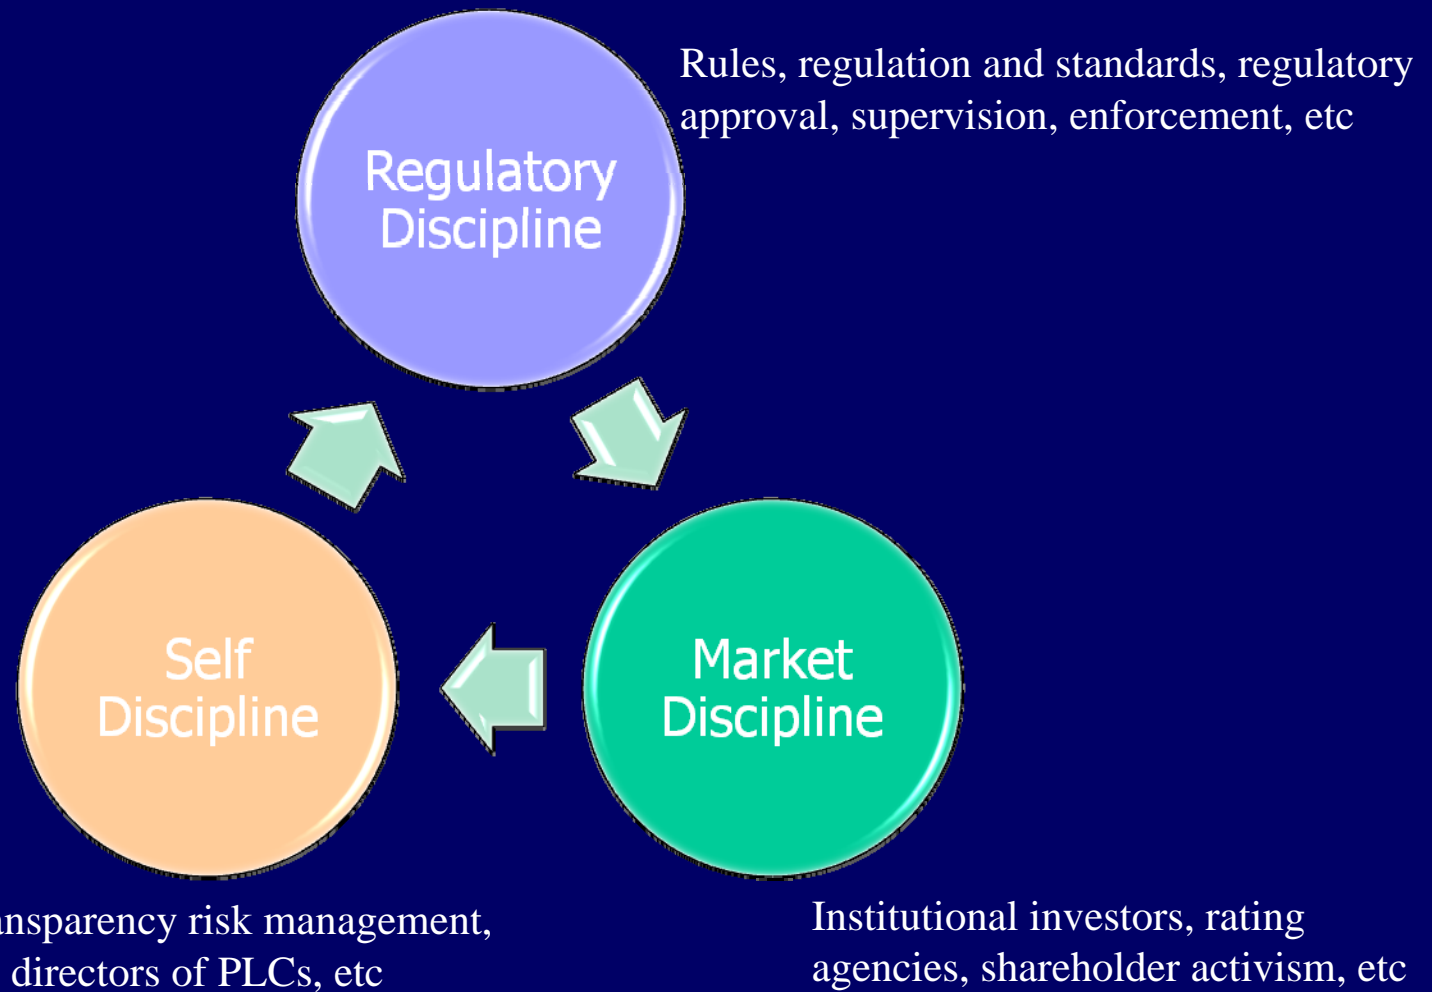 Rules, regulation and standards, regulatory
approval, supervision, enforcement, etc
Regulatory
Discipline
Self
Discipline
Market
Discipline
risk management,
directors of PLCs, etc
Institutional investors, rating
agencies, shareholder activism, etc